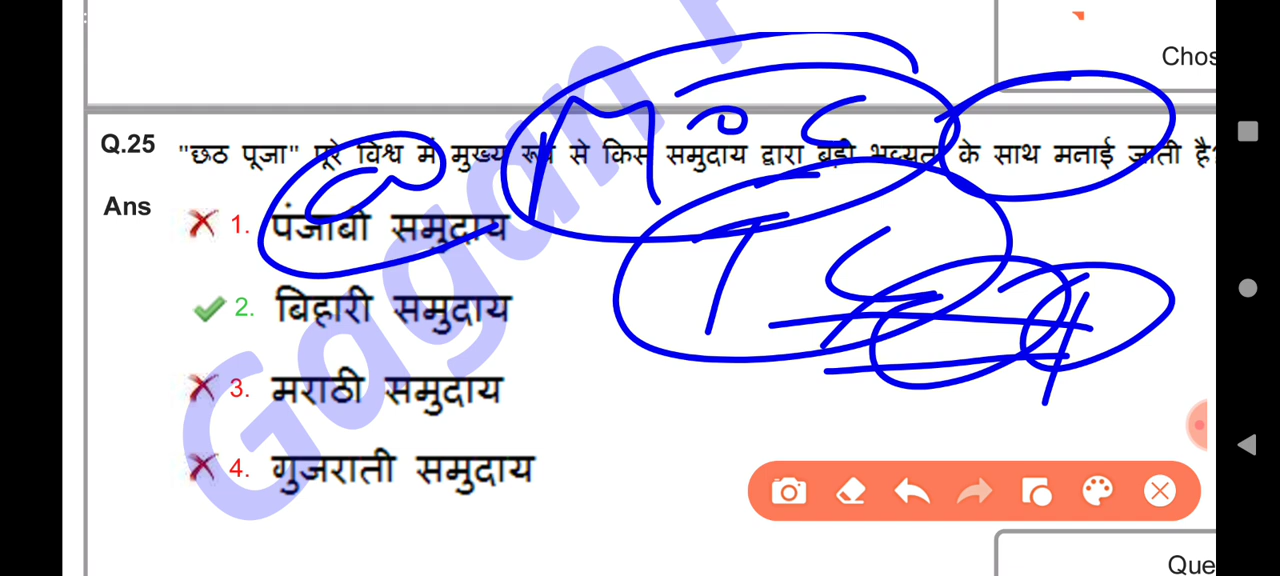 Chos
Q.25 "छठ पूजा" पूरे विश्व में मुख्य रूप से किस समुदाय द्वारा बड़ी भव्यता के साथ मनाई जाती है?
Ans
1. पंजाबी समुदाय
2. बिहारी समुदाय
3. मराठी समुदाय
4. गुजराती समुदाय
Gagan
Que